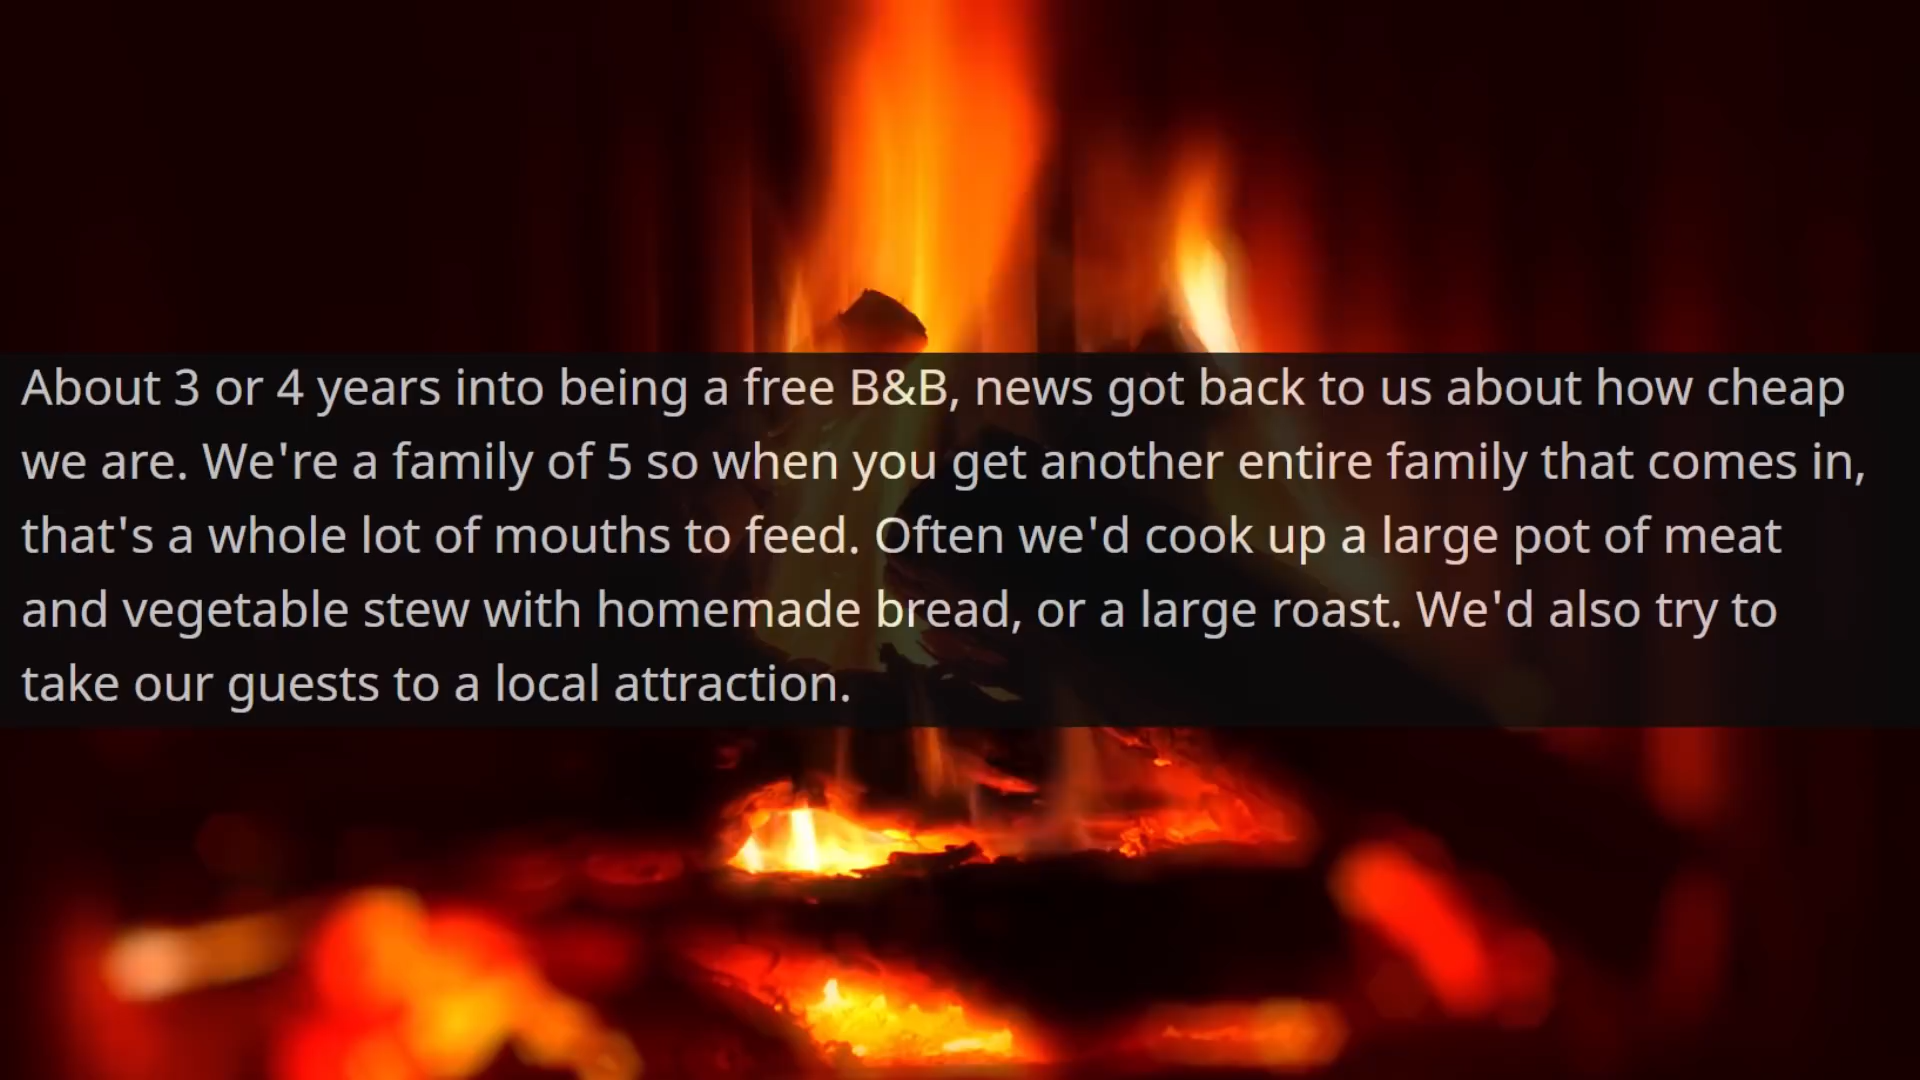 About 3 or 4 years into being a free B&B, news got back to us about how cheap
we are. We're a family of 5 so when you get another entire family that comes in,
that's a whole lot of mouths to feed. Often we'd cook up a large pot of meat
and vegetable stew with homemade bread, or a large roast. We'd also try to
take our guests to a local attraction.